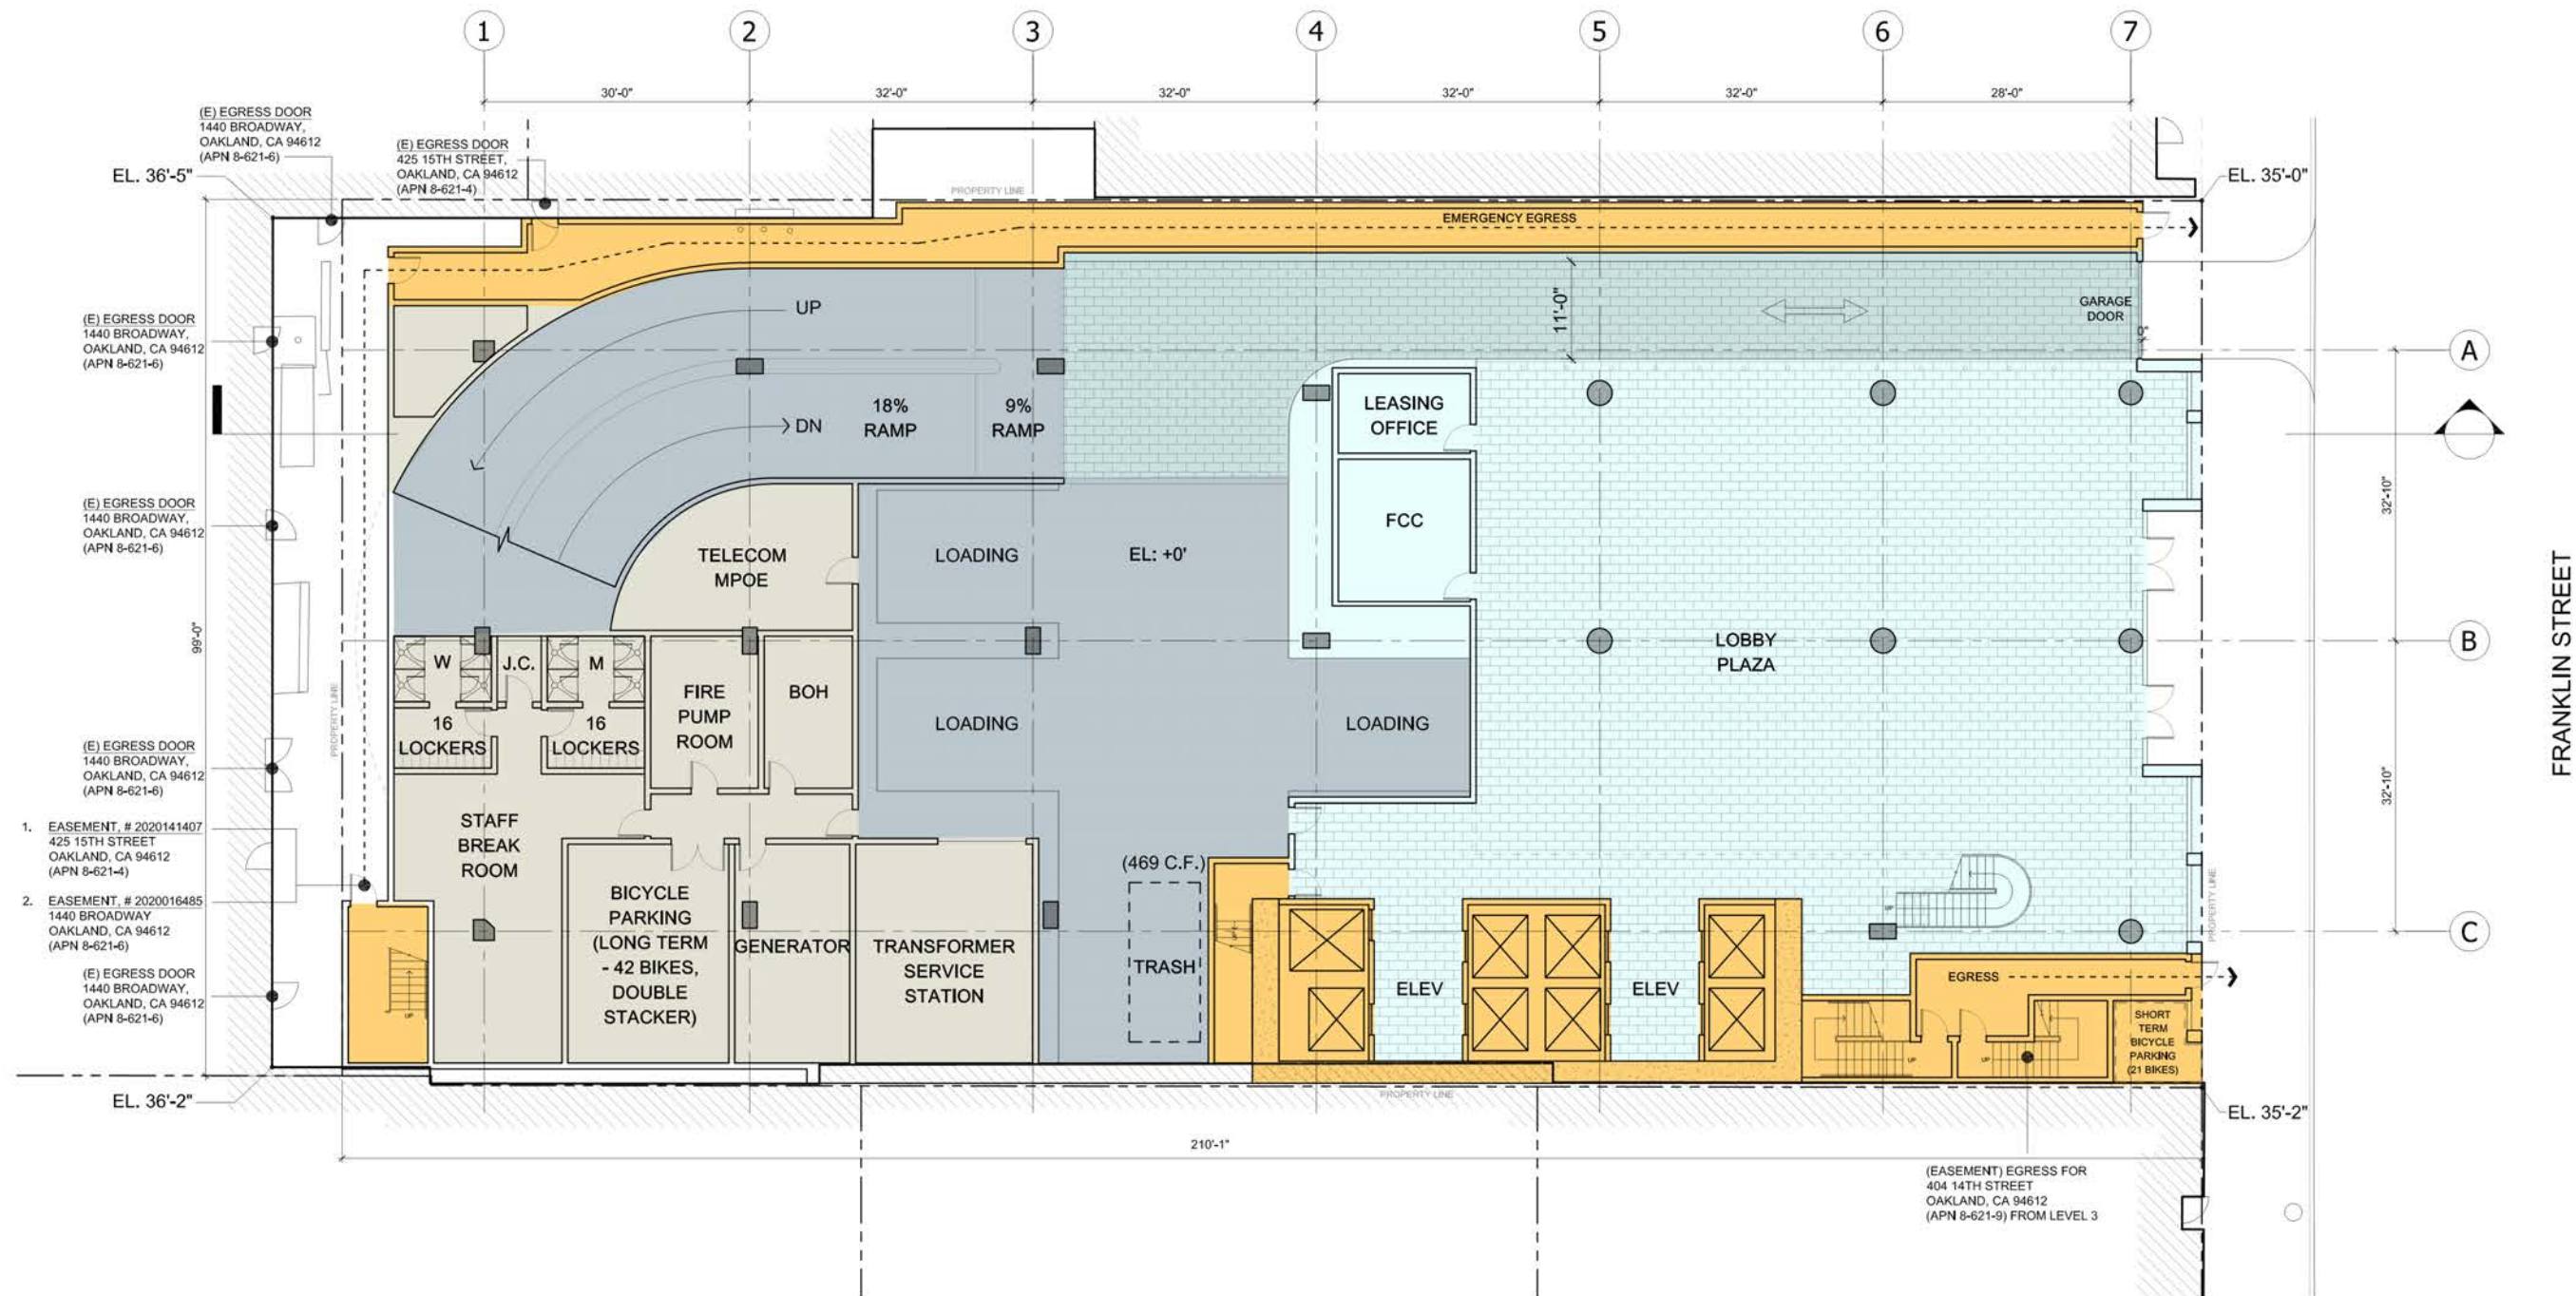 1
2
3
4
5
6
7
30'-0"
32'-0"
32'-0"
32'-0"
32'-0"
28'-0"
(E) EGRESS DOOR
1440 BROADWAY,
OAKLAND, CA 94612
(APN 8-621-6)
(E) EGRESS DOOR
425 15TH STREET,
OAKLAND, CA 94612
(APN 8-621-4)
EL. 36'-5"
EL. 35'-0"
PROPERTY LINE
EMERGENCY EGRESS
UP
11'-0"
GARAGE
DOOR
(E) EGRESS DOOR
1440 BROADWAY,
OAKLAND, CA 94612
(APN 8-621-6)
A
18%
RAMP
9%
RAMP
DN
LEASING
OFFICE
32'-10"
(E) EGRESS DOOR
1440 BROADWAY,
OAKLAND, CA 94612
(APN 8-621-6)
FCC
TELECOM
MPOE
LOADING
EL: +0'
FRANKLIN STREET
99'-0"
W
J.C.
M
LOBBY
PLAZA
B
FIRE
PUMP
ROOM
BOH
16
LOCKERS
16
LOCKERS
LOADING
LOADING
PROPERTY LINE
(E) EGRESS DOOR
1440 BROADWAY,
OAKLAND, CA 94612
(APN 8-621-6)
32'-10"
1. EASEMENT, # 2020141407
425 15TH STREET
OAKLAND, CA 94612
(APN 8-621-4)
STAFF
BREAK
ROOM
(469 C.F.)
2. EASEMENT, # 2020016485
1440 BROADWAY
OAKLAND, CA 94612
(APN 8-621-6)
BICYCLE
PARKING
(LONG TERM
- 42 BIKES,
DOUBLE
STACKER)
GENERATOR
TRANSFORMER
SERVICE
STATION
TRASH
UP
PROPERTY LINE
C
ELEV
ELEV
EGRESS
(E) EGRESS DOOR
1440 BROADWAY,
OAKLAND, CA 94612
(APN 8-621-6)
UP
UP
UP
SHORT
TERM
BICYCLE
PARKING
(21 BIKES)
EL. 36'-2"
PROPERTY LINE
EL. 35'-2"
210'-1"
(EASEMENT) EGRESS FOR
404 14TH STREET
OAKLAND, CA 94612
(APN 8-621-9) FROM LEVEL 3